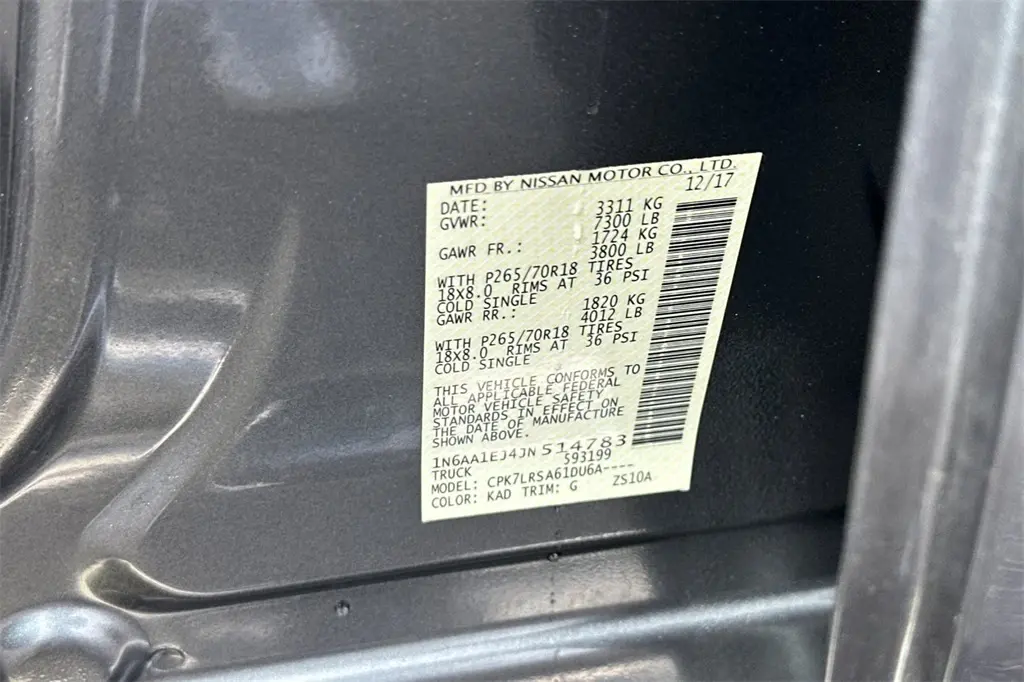 MFD BY NISSAN MOTOR CO., LTD.
DATE: 12/17
GVWR: 3311 KG
7300 LB
GAWR FR.: 1724 KG
3800 LB
WITH P265/70R18 TIRES
18X8.0 RIMS AT 36 PSI
COLD SINGLE
GAWR RR.: 1820 KG
4012 LB
WITH P265/70R18 TIRES
18X8.0 RIMS AT 36 PSI
COLD SINGLE
THIS VEHICLE CONFORMS TO
ALL APPLICABLE FEDERAL
MOTOR VEHICLE SAFETY
STANDARDS IN EFFECT ON
THE DATE OF MANUFACTURE
SHOWN ABOVE.
1N6AA1EJ4JN514783
TRUCK 593199
MODEL: CPK7LRSA61DU6A----
COLOR: KAD TRIM: G ZS10A